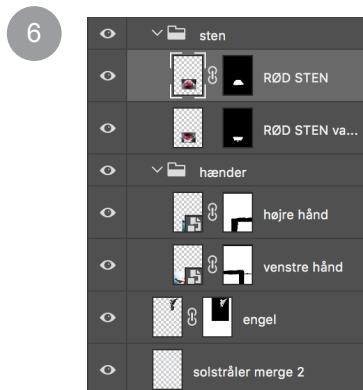 6
sten
RØD STEN
RØD STEN va...
hænder
højre hånd
venstre hånd
engel
solstråler merge 2